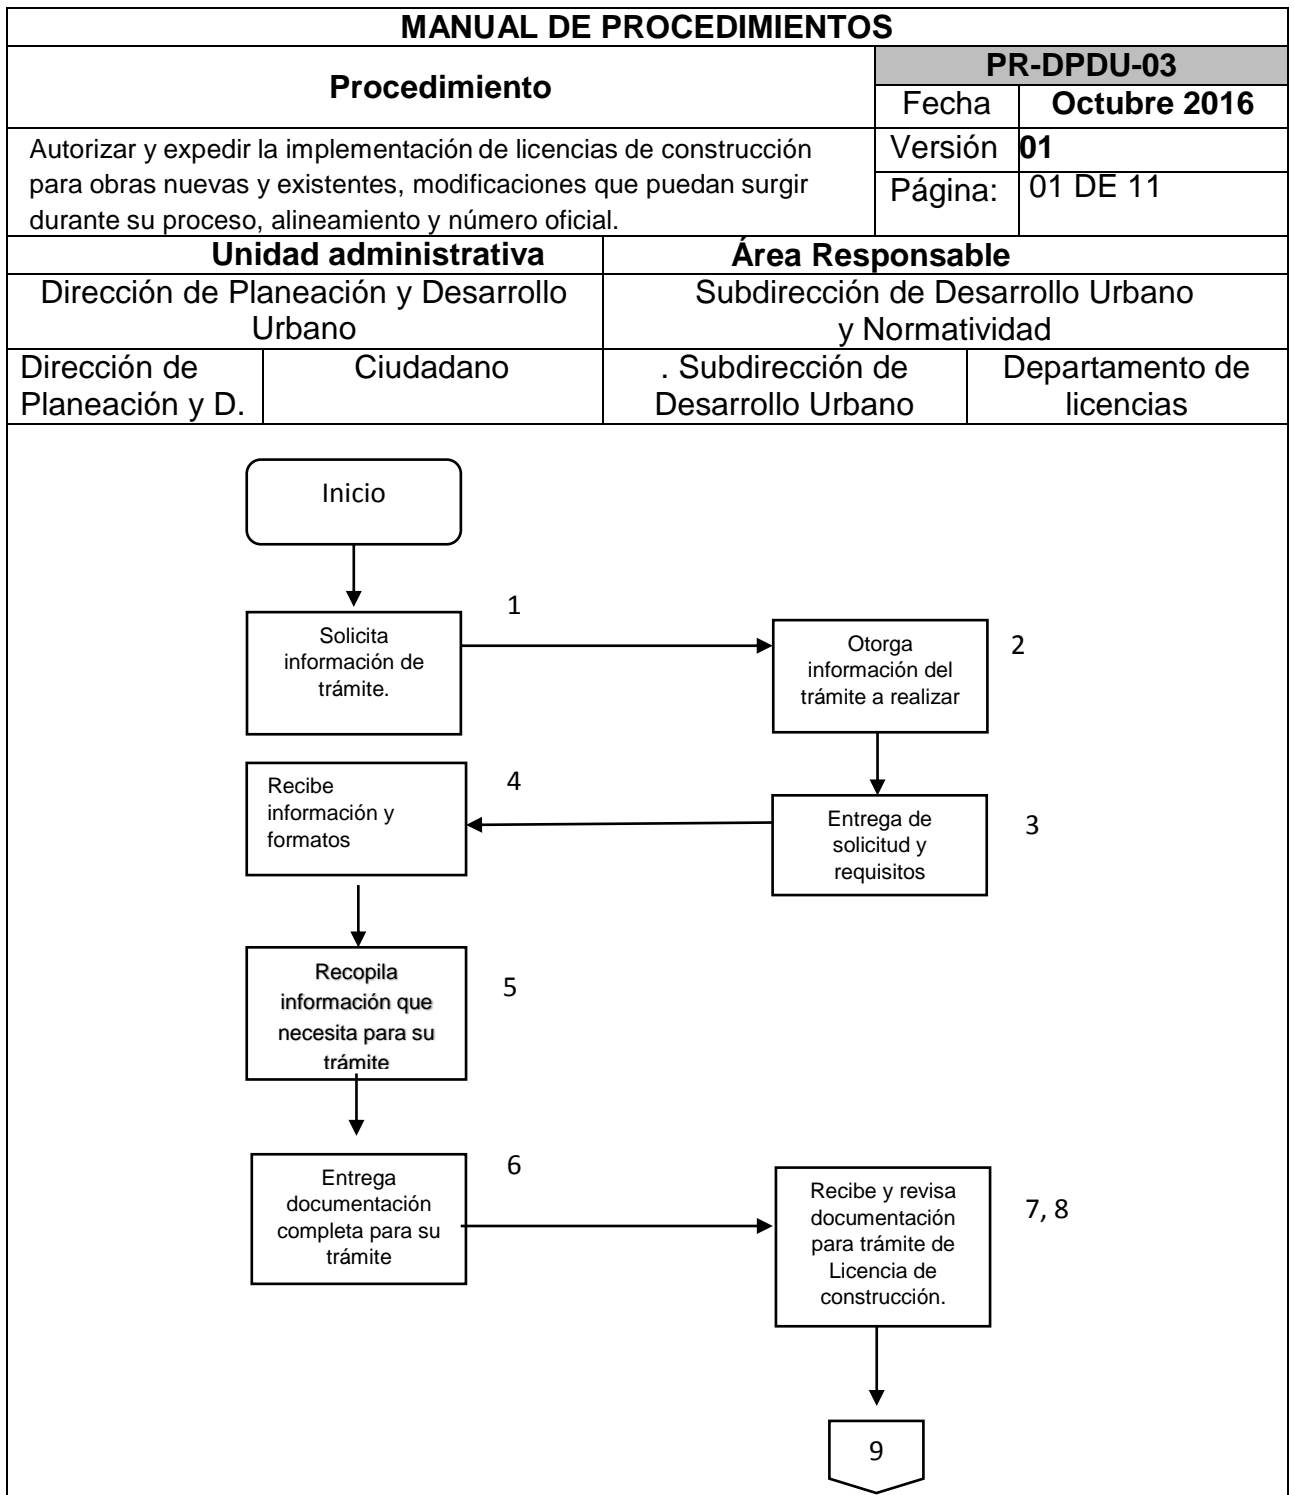 MANUAL DE PROCEDIMIENTOS
Procedimiento
PR-DPDU-03
Fecha
Octubre 2016
Autorizar y expedir la implementación de licencias de construcción
para obras nuevas y existentes, modificaciones que puedan surgir
durante su proceso, alineamiento y número oficial.
Versión
01
Página:
01 DE 11
Unidad administrativa
Área Responsable
Dirección de Planeación y Desarrollo
Urbano
Subdirección de Desarrollo Urbano
y Normatividad
Dirección de
Planeación y D.
Ciudadano
. Subdirección de
Desarrollo Urbano
Departamento de
licencias
Inicio
1
Solicita
información de
trámite.
Otorga
información del
trámite a realizar
2
Recibe
información y
formatos
4
Entrega de
solicitud y
requisitos
3
Recopila
información que
necesita para su
trámite
5
Entrega
documentación
completa para su
trámite
6
Recibe y revisa
documentación
para trámite de
Licencia de
construcción.
7, 8
9